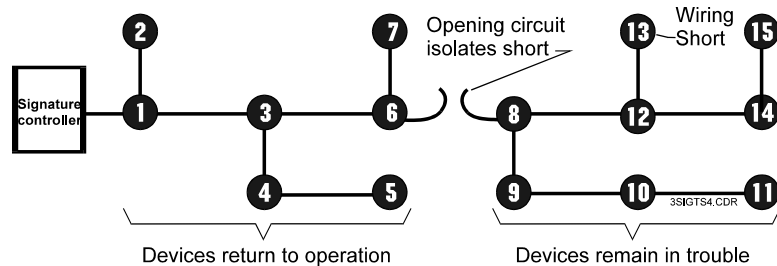 2
7
Opening circuit
isolates short
13
Wiring
Short
15
Signature
controller
1
3
6
8
12
14
4
5
9
10
11
3SIGTS4.CDR
Devices return to operation
Devices remain in trouble